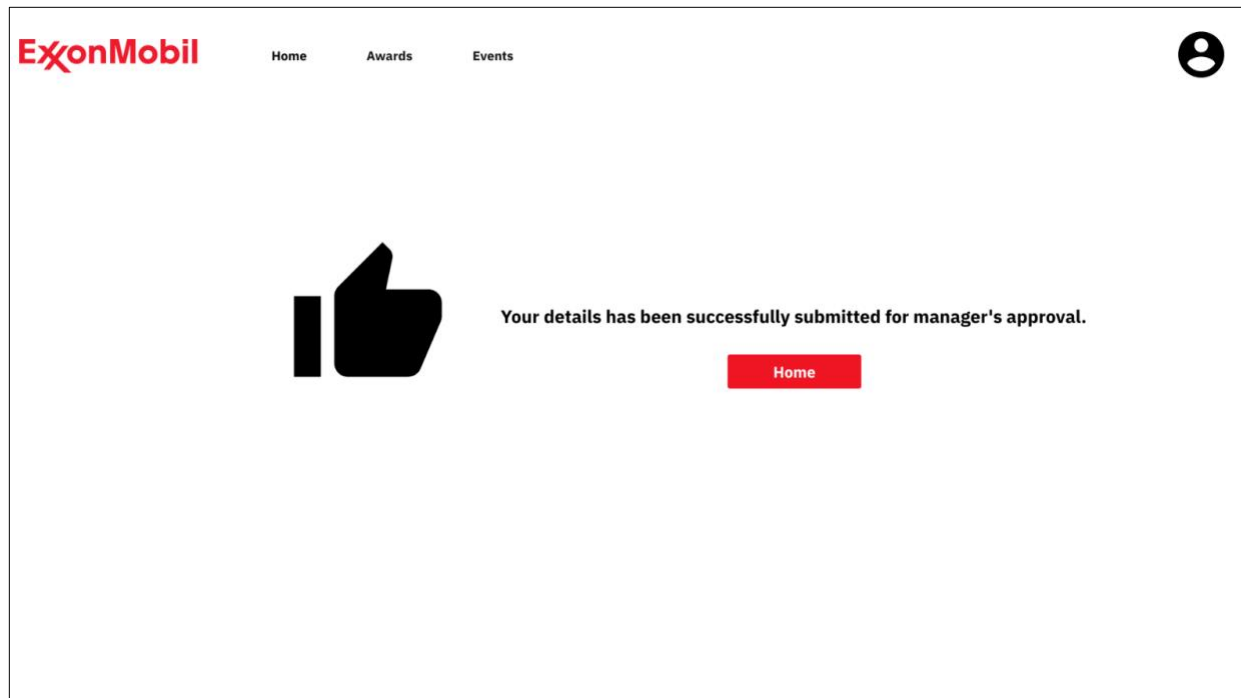 ExxonMobil
Home Awards Events
Your details has been successfully submitted for manager's approval.
Home